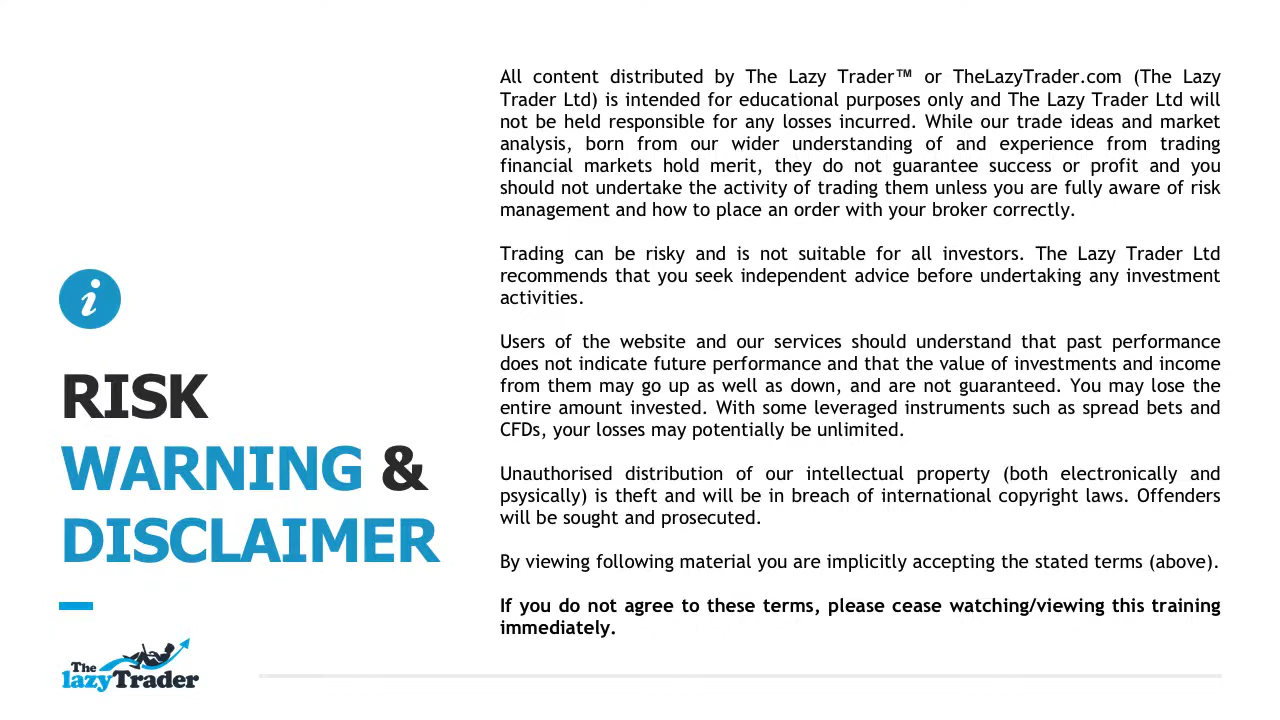 RISK
WARNING &
DISCLAIMER
The
lazyTrader
All content distributed by The Lazy Trader™ or TheLazyTrader.com (The Lazy
Trader Ltd) is intended for educational purposes only and The Lazy Trader Ltd will
not be held responsible for any losses incurred. While our trade ideas and market
analysis, born from our wider understanding of and experience from trading
financial markets hold merit, they do not guarantee success or profit and you
should not undertake the activity of trading them unless you are fully aware of risk
management and how to place an order with your broker correctly.
Trading can be risky and is not suitable for all investors. The Lazy Trader Ltd
recommends that you seek independent advice before undertaking any investment
activities.
Users of the website and our services should understand that past performance
does not indicate future performance and that the value of investments and income
from them may go up as well as down, and are not guaranteed. You may lose the
entire amount invested. With some leveraged instruments such as spread bets and
CFDs, your losses may potentially be unlimited.
Unauthorised distribution of our intellectual property (both electronically and
psysically) is theft and will be in breach of international copyright laws. Offenders
will be sought and prosecuted.
By viewing following material you are implicitly accepting the stated terms (above).
If you do not agree to these terms, please cease watching/viewing this training
immediately.